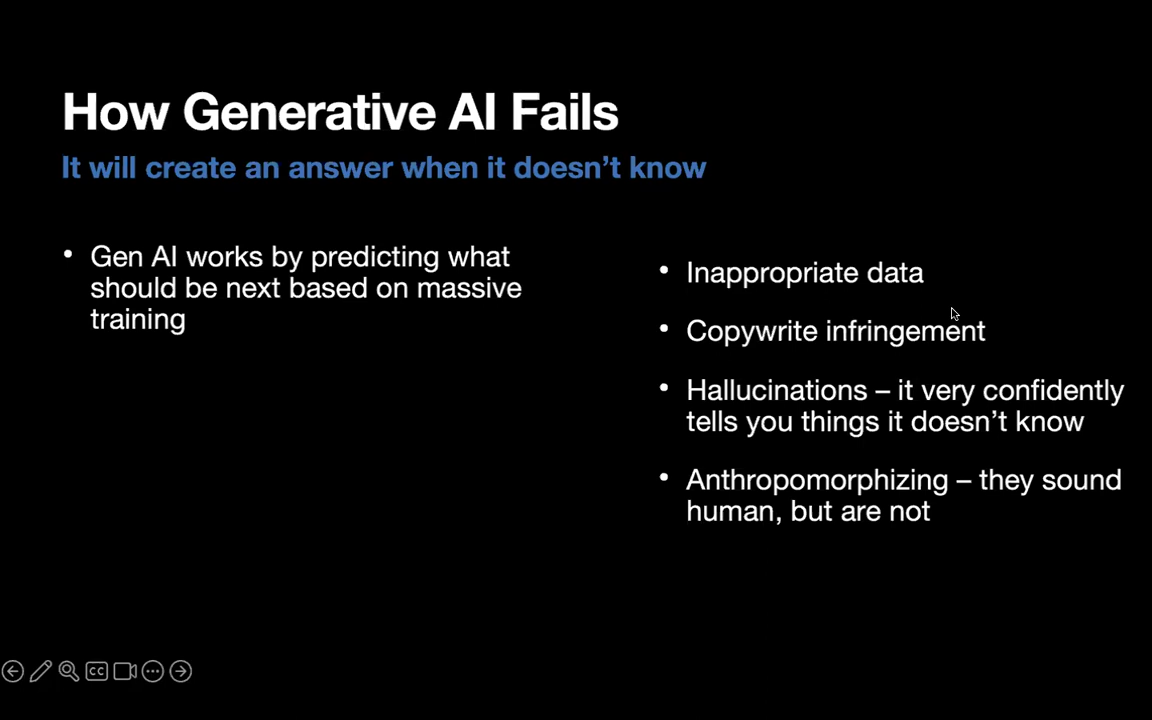 How Generative AI Fails
It will create an answer when it doesn’t know
• Gen AI works by predicting what
should be next based on massive
training
• Inappropriate data
• Copywrite infringement
• Hallucinations – it very confidently
tells you things it doesn’t know
• Anthropomorphizing – they sound
human, but are not
CC